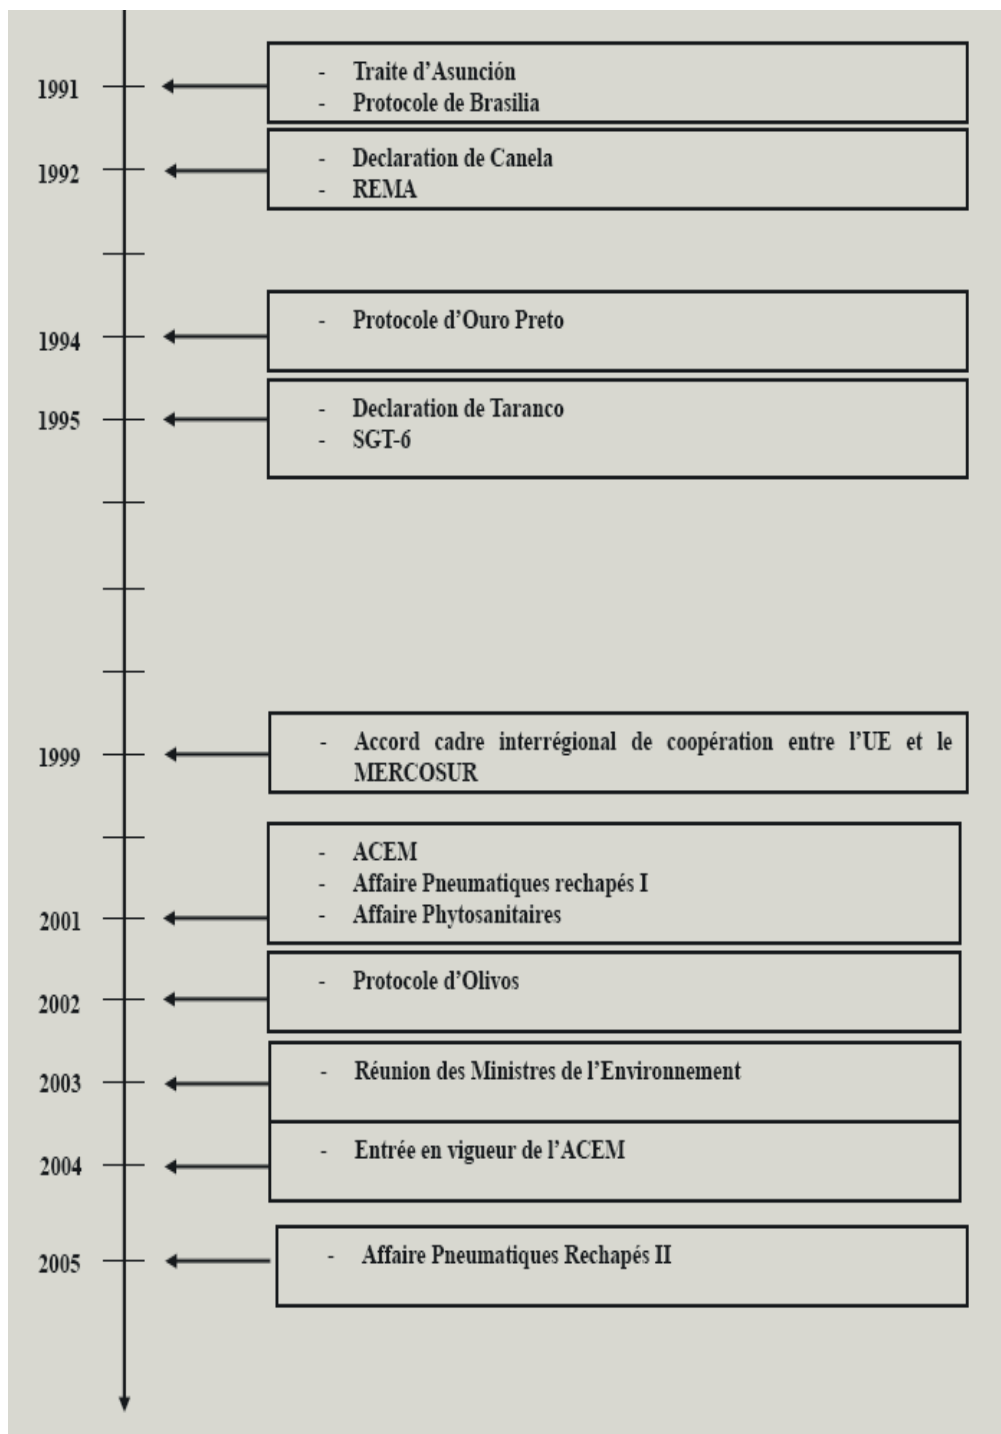 1991
- Traite d'Asunción
- Protocole de Brasilia
1992
- Declaration de Canela
- REMA
1994
- Protocole d'Ouro Preto
1995
- Declaration de Taranco
- SGT-6
1999
- Accord cadre interrégional de coopération entre l'UE et le
MERCOSUR
2001
- ACEM
- Affaire Pneumatiques rechapés I
- Affaire Phytosanitaires
2002
- Protocole d'Olivos
2003
- Réunion des Ministres de l'Environnement
2004
- Entrée en vigueur de l'ACEM
2005
- Affaire Pneumatiques Rechapés II